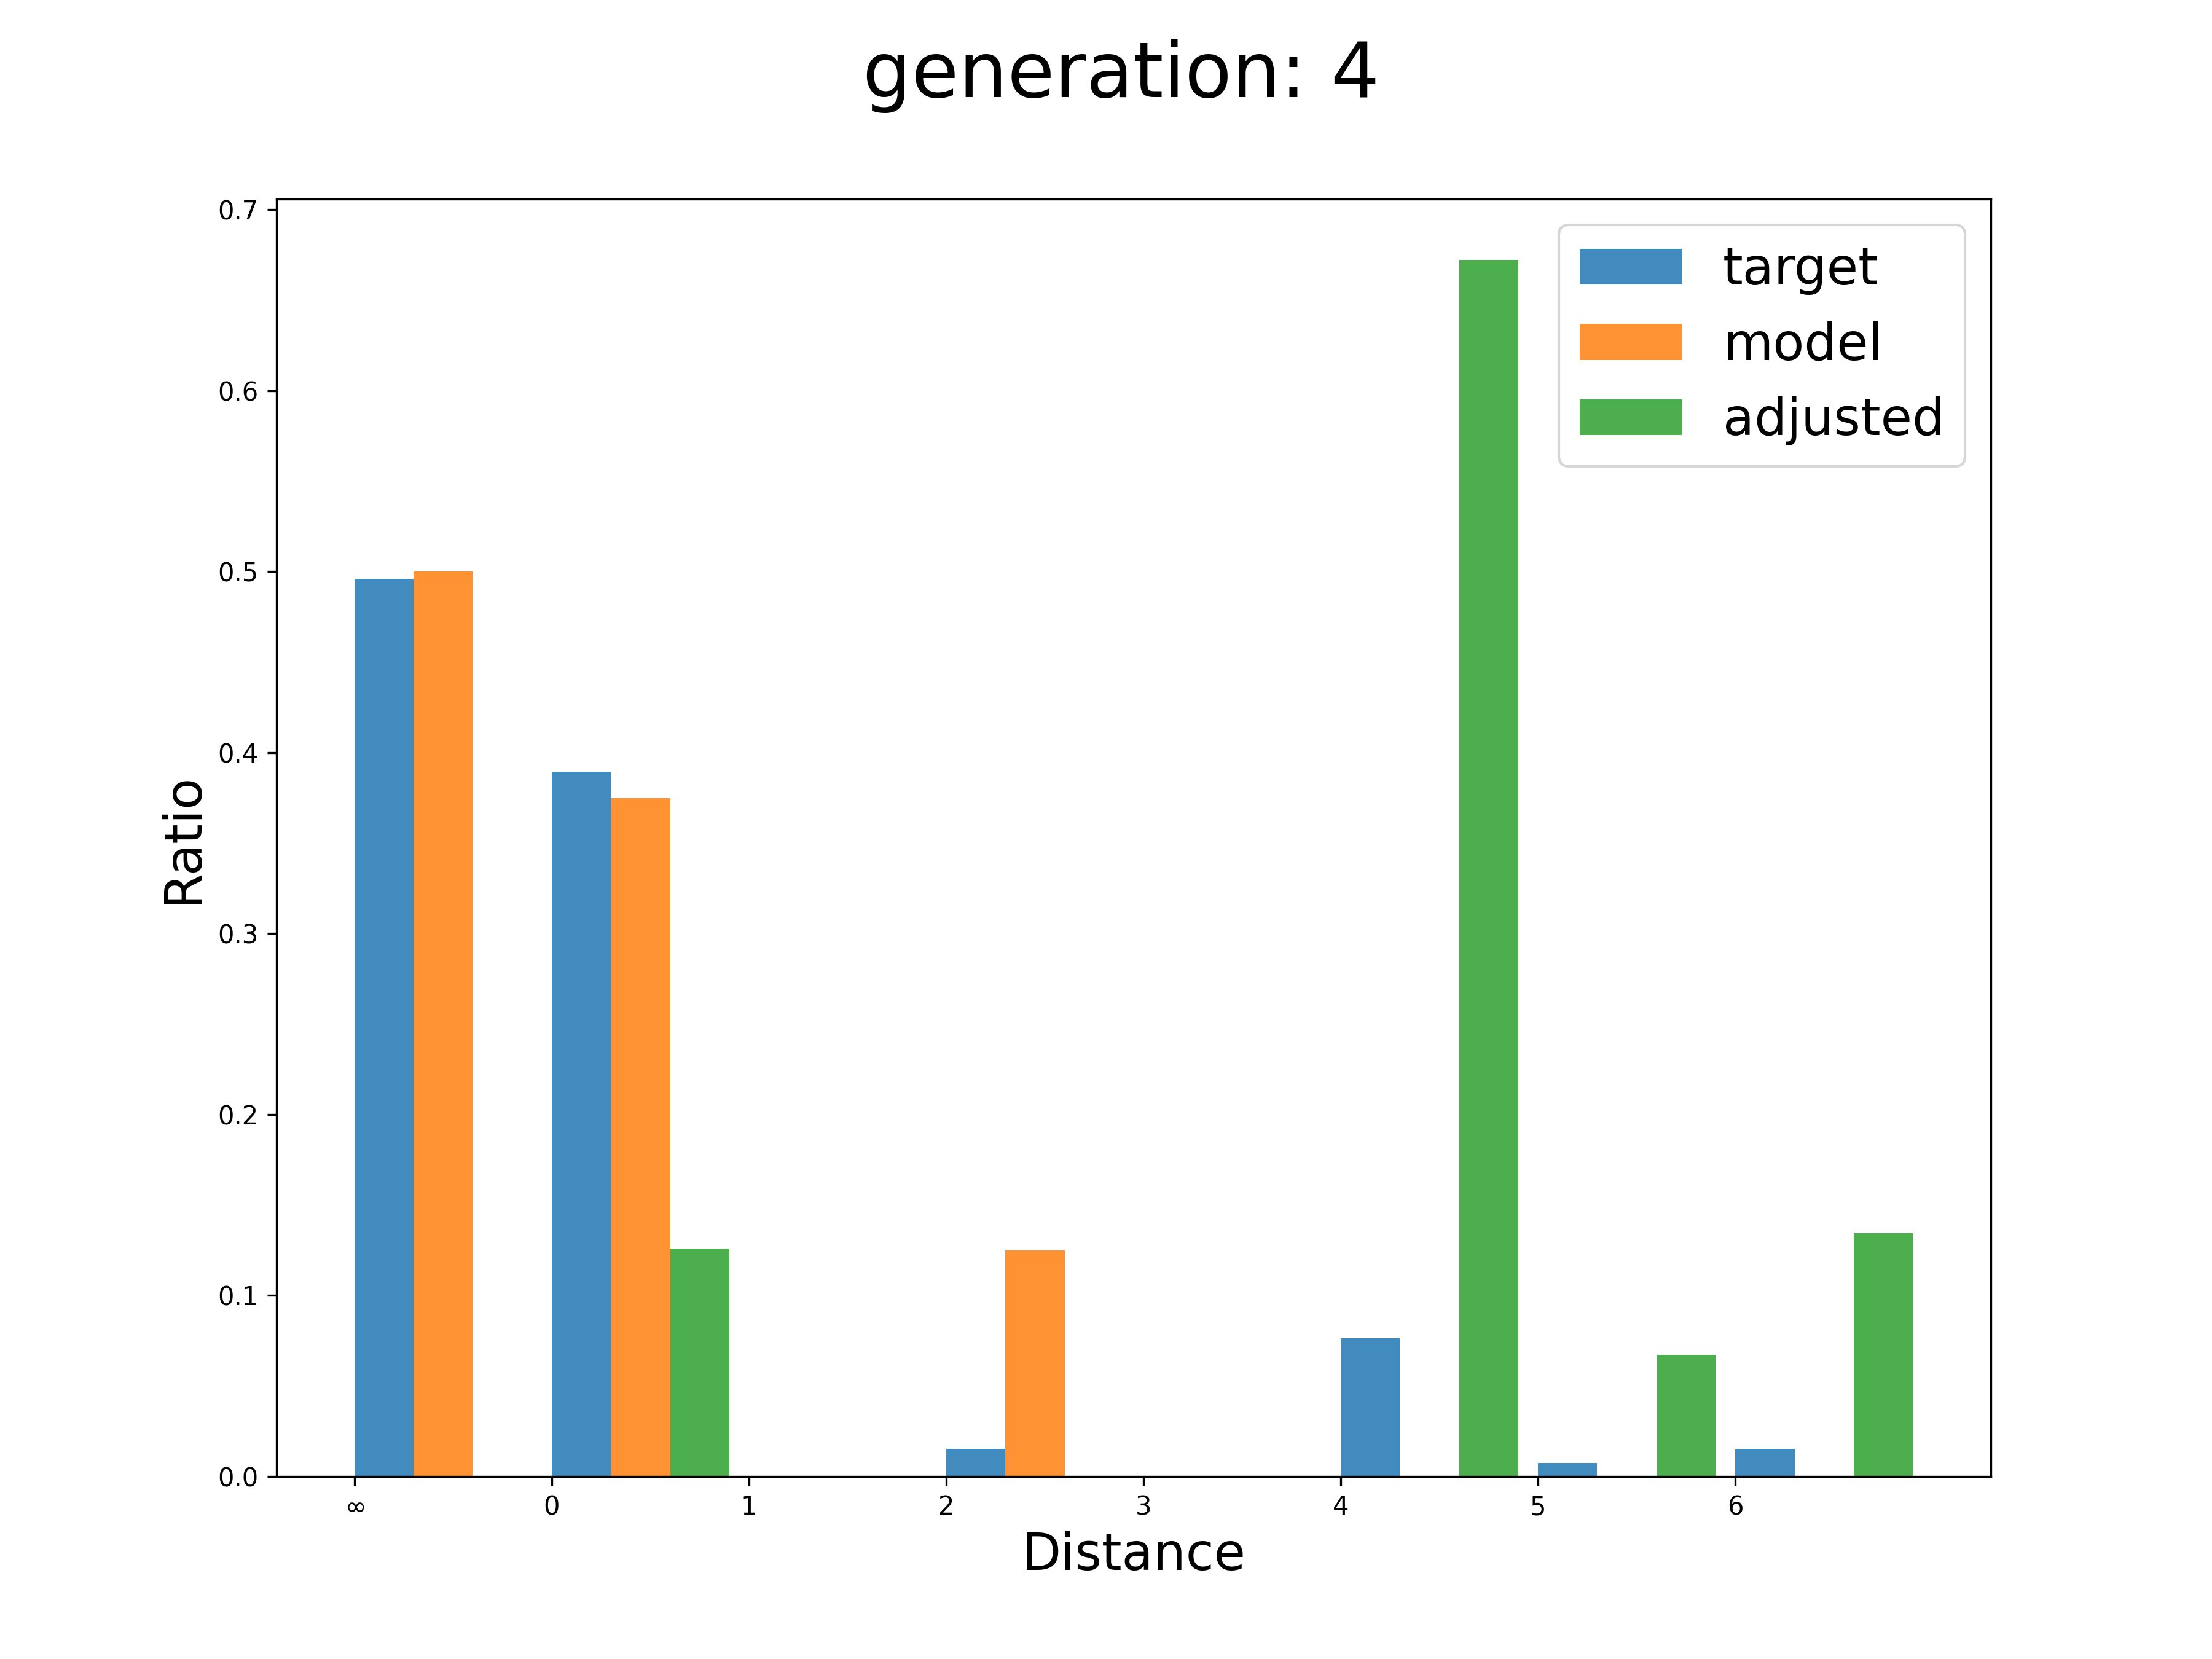 generation: 4
0.7
0.6
0.5
0.4
0.3
0.2
0.1
0.0
Ratio
target
model
adjusted
∞ 0 1 2 3 4 5 6
Distance